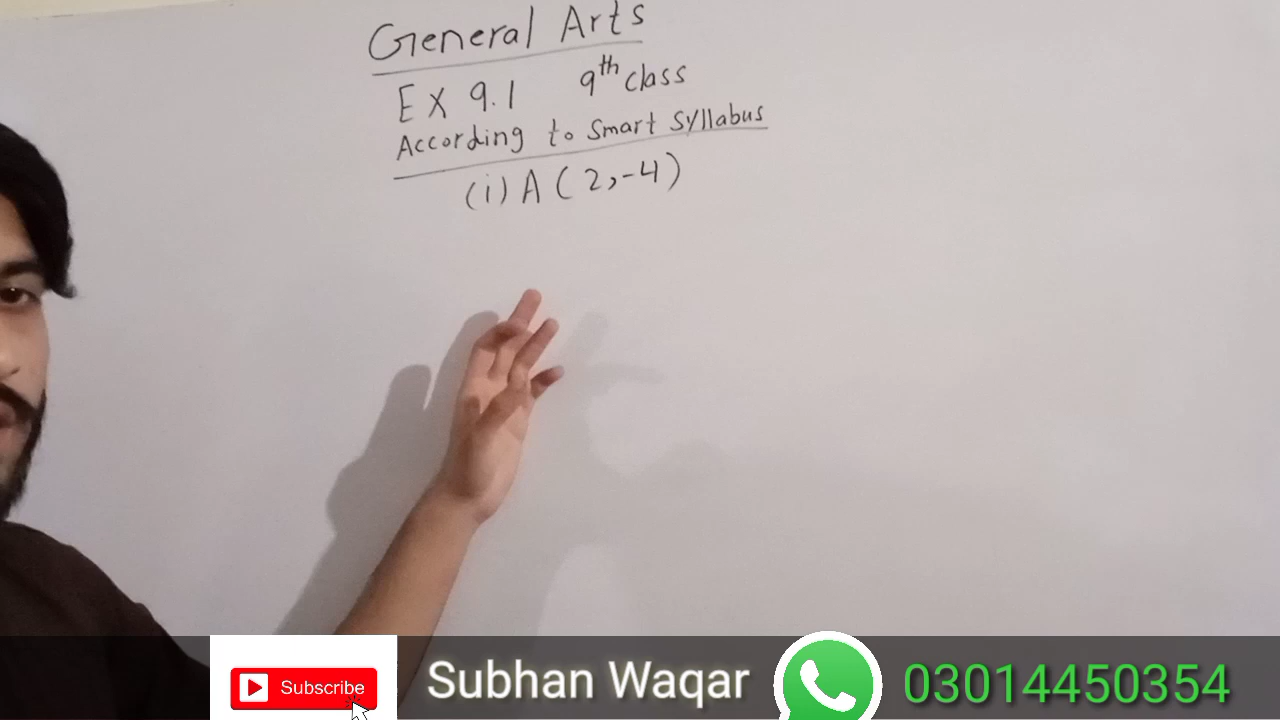 General Arts
EX 9.1 9th class
According to Smart Syllabus
(i) A (2,-4)
Subscribe
Subhan Waqar
03014450354